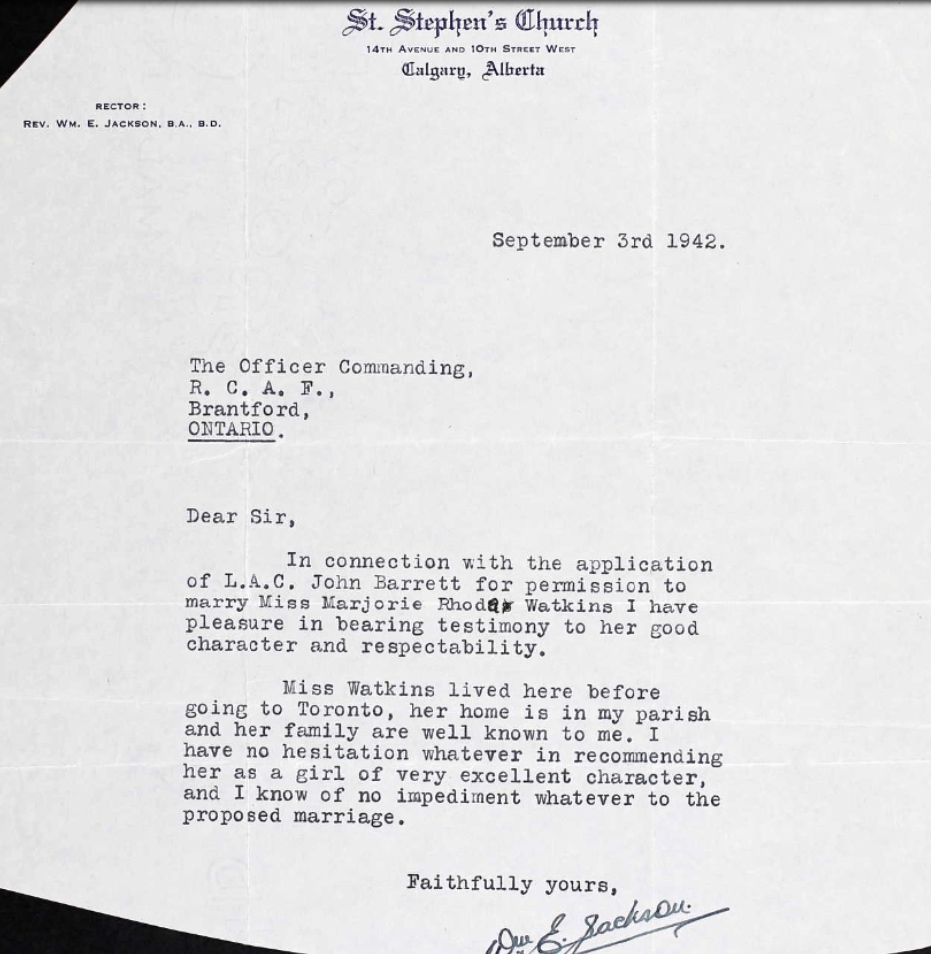 St. Stephen's Church
14TH AVENUE AND 10TH STREET WEST
Calgary, Alberta
RECTOR:
REV. WM. E. JACKSON, B.A., B.D.
September 3rd 1942.
The Officer Commanding,
R. C. A. F.,
Brantford,
ONTARIO.
Dear Sir,
In connection with the application
of L.A.C. John Barrett for permission to
marry Miss Marjorie Rhoda Watkins I have
pleasure in bearing testimony to her good
character and respectability.
Miss Watkins lived here before
going to Toronto, her home is in my parish
and her family are well known to me. I
have no hesitation whatever in recommending
her as a girl of very excellent character,
and I know of no impediment whatever to the
proposed marriage.
Faithfully yours,
Wm E. Jackson.